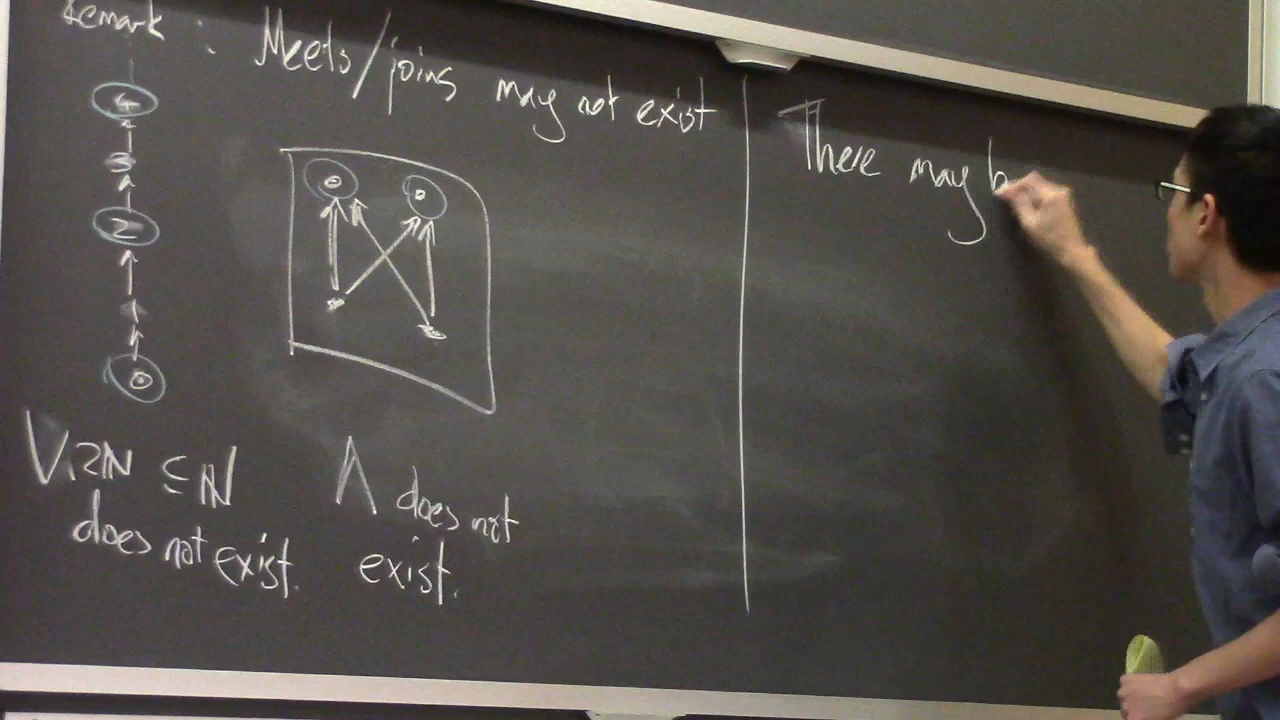 Remark : Meets/joins may not exist
4
3
2
1
0
V 2ℕ ⊆ ℕ
does not exist.
Λ does not
exist.
There may b